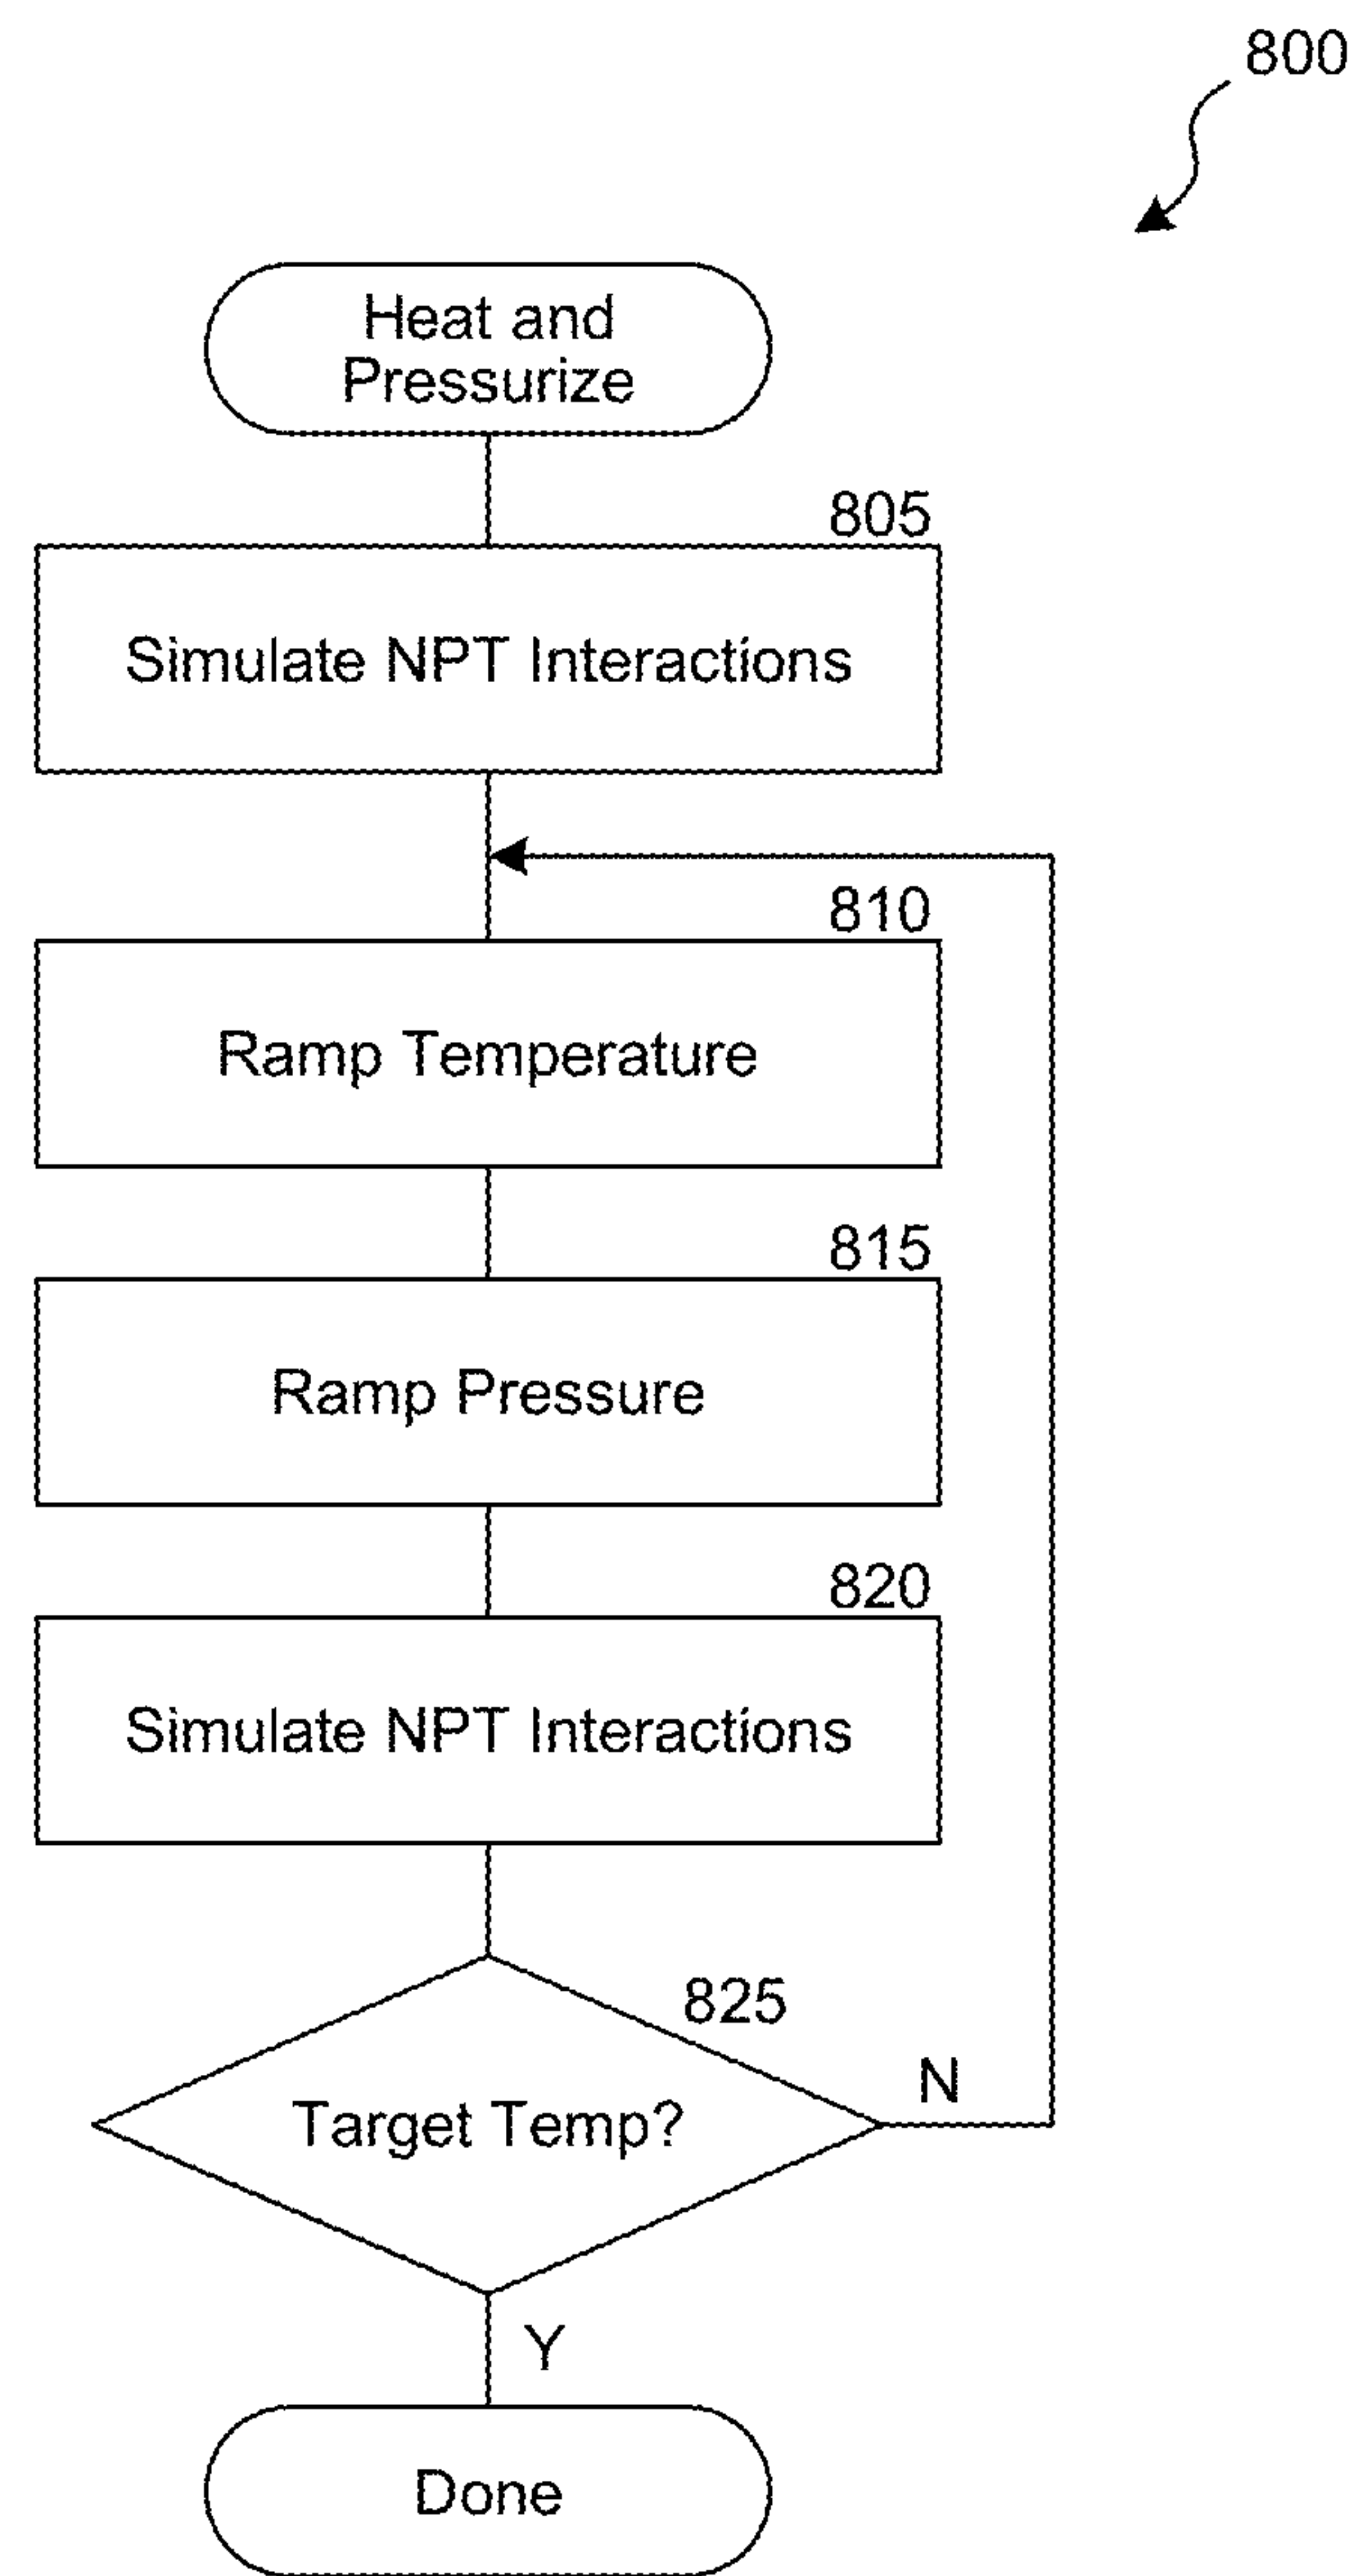 800
Heat and
Pressurize
805
Simulate NPT Interactions
810
Ramp Temperature
815
Ramp Pressure
820
Simulate NPT Interactions
825
N
Target Temp?
Y
Done